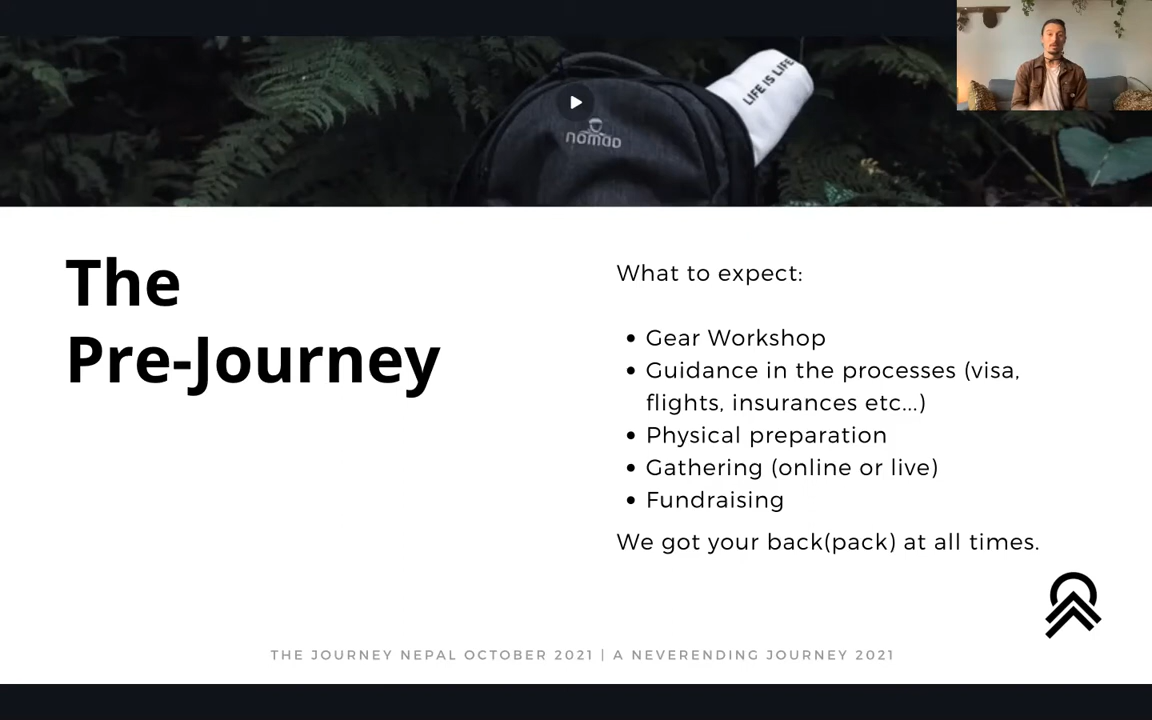 LIFE IS LIFE
nomad
The
Pre-Journey
What to expect:
Gear Workshop
Guidance in the processes (visa,
flights, insurances etc...)
Physical preparation
Gathering (online or live)
Fundraising
We got your back(pack) at all times.
THE JOURNEY NEPAL OCTOBER 2021 | A NEVERENDING JOURNEY 2021